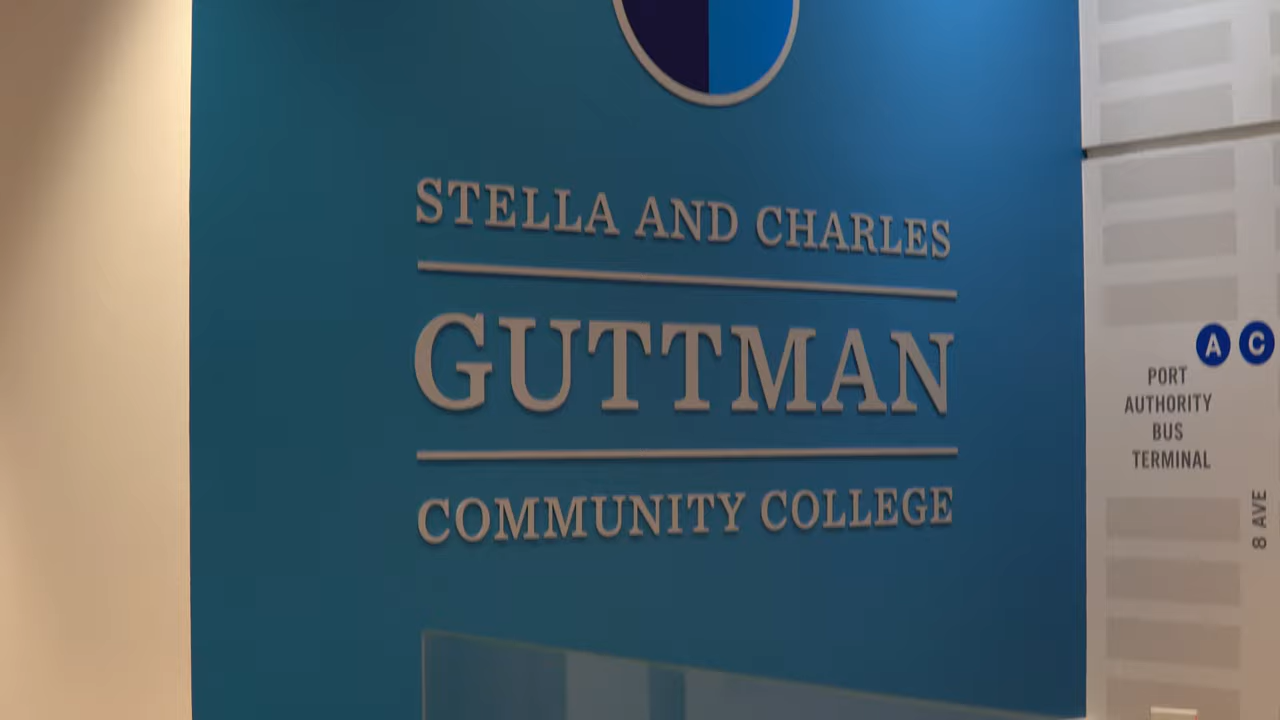 STELLA AND CHARLES
GUTTMAN
COMMUNITY COLLEGE
A C
PORT
AUTHORITY
BUS
TERMINAL
8 AVE